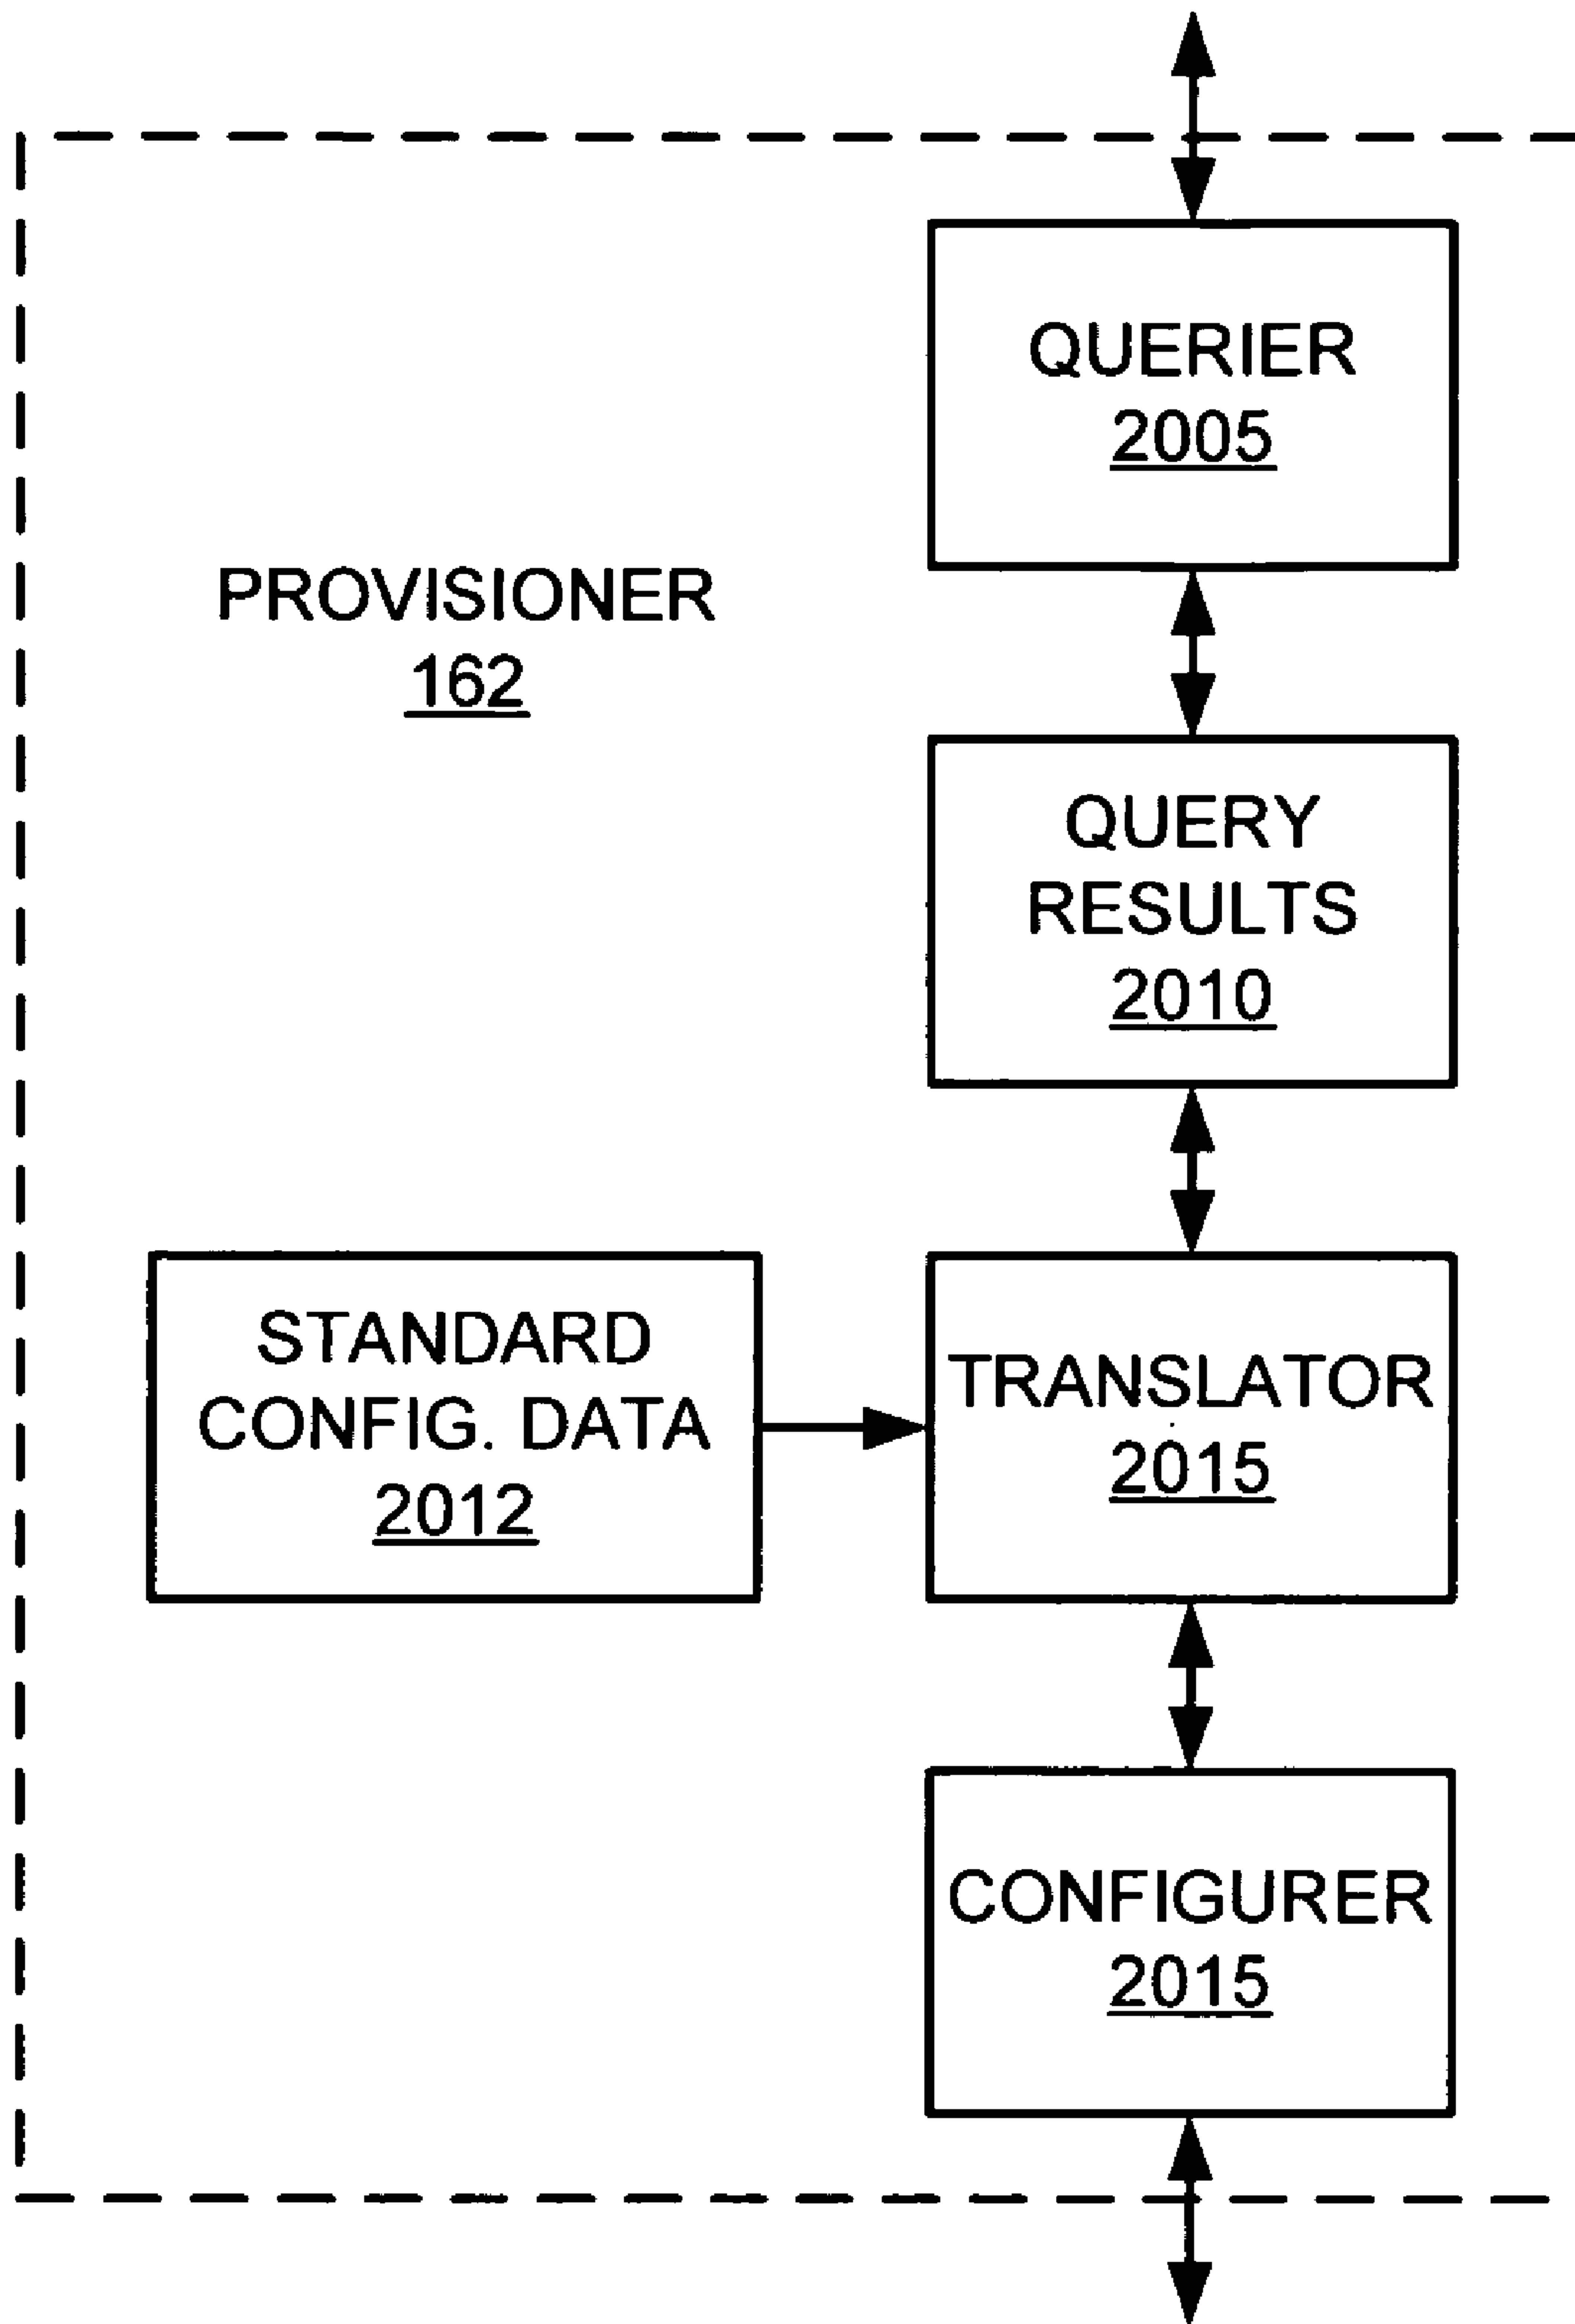 QUERIER
2005
PROVISIONER
162
QUERY
RESULTS
2010
STANDARD
CONFIG. DATA
2012
TRANSLATOR
2015
CONFIGURER
2015